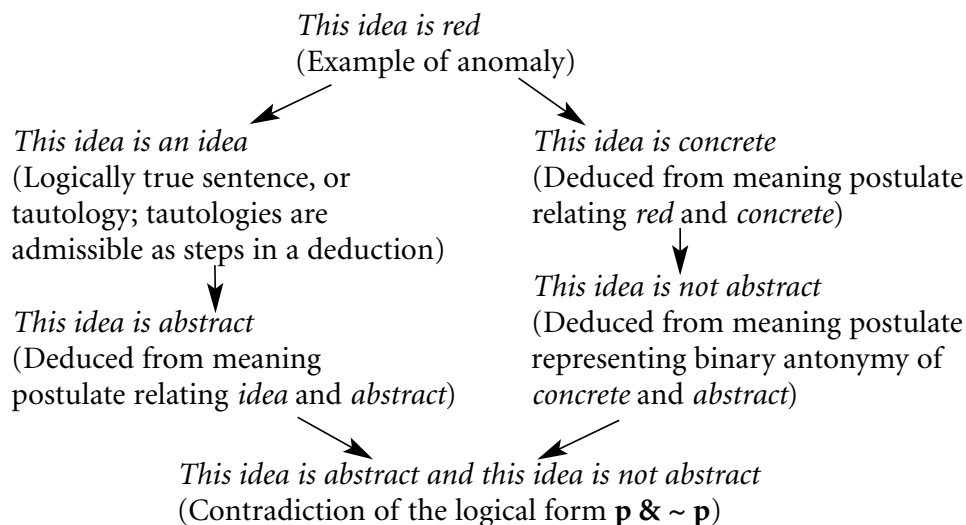 This idea is red
(Example of anomaly)
This idea is an idea
(Logically true sentence, or
tautology; tautologies are
admissible as steps in a deduction)
This idea is abstract
(Deduced from meaning
postulate relating idea and abstract)
This idea is concrete
(Deduced from meaning postulate
relating red and concrete)
This idea is not abstract
(Deduced from meaning postulate
representing binary antonymy of
concrete and abstract)
This idea is abstract and this idea is not abstract
(Contradiction of the logical form p & ~ p)